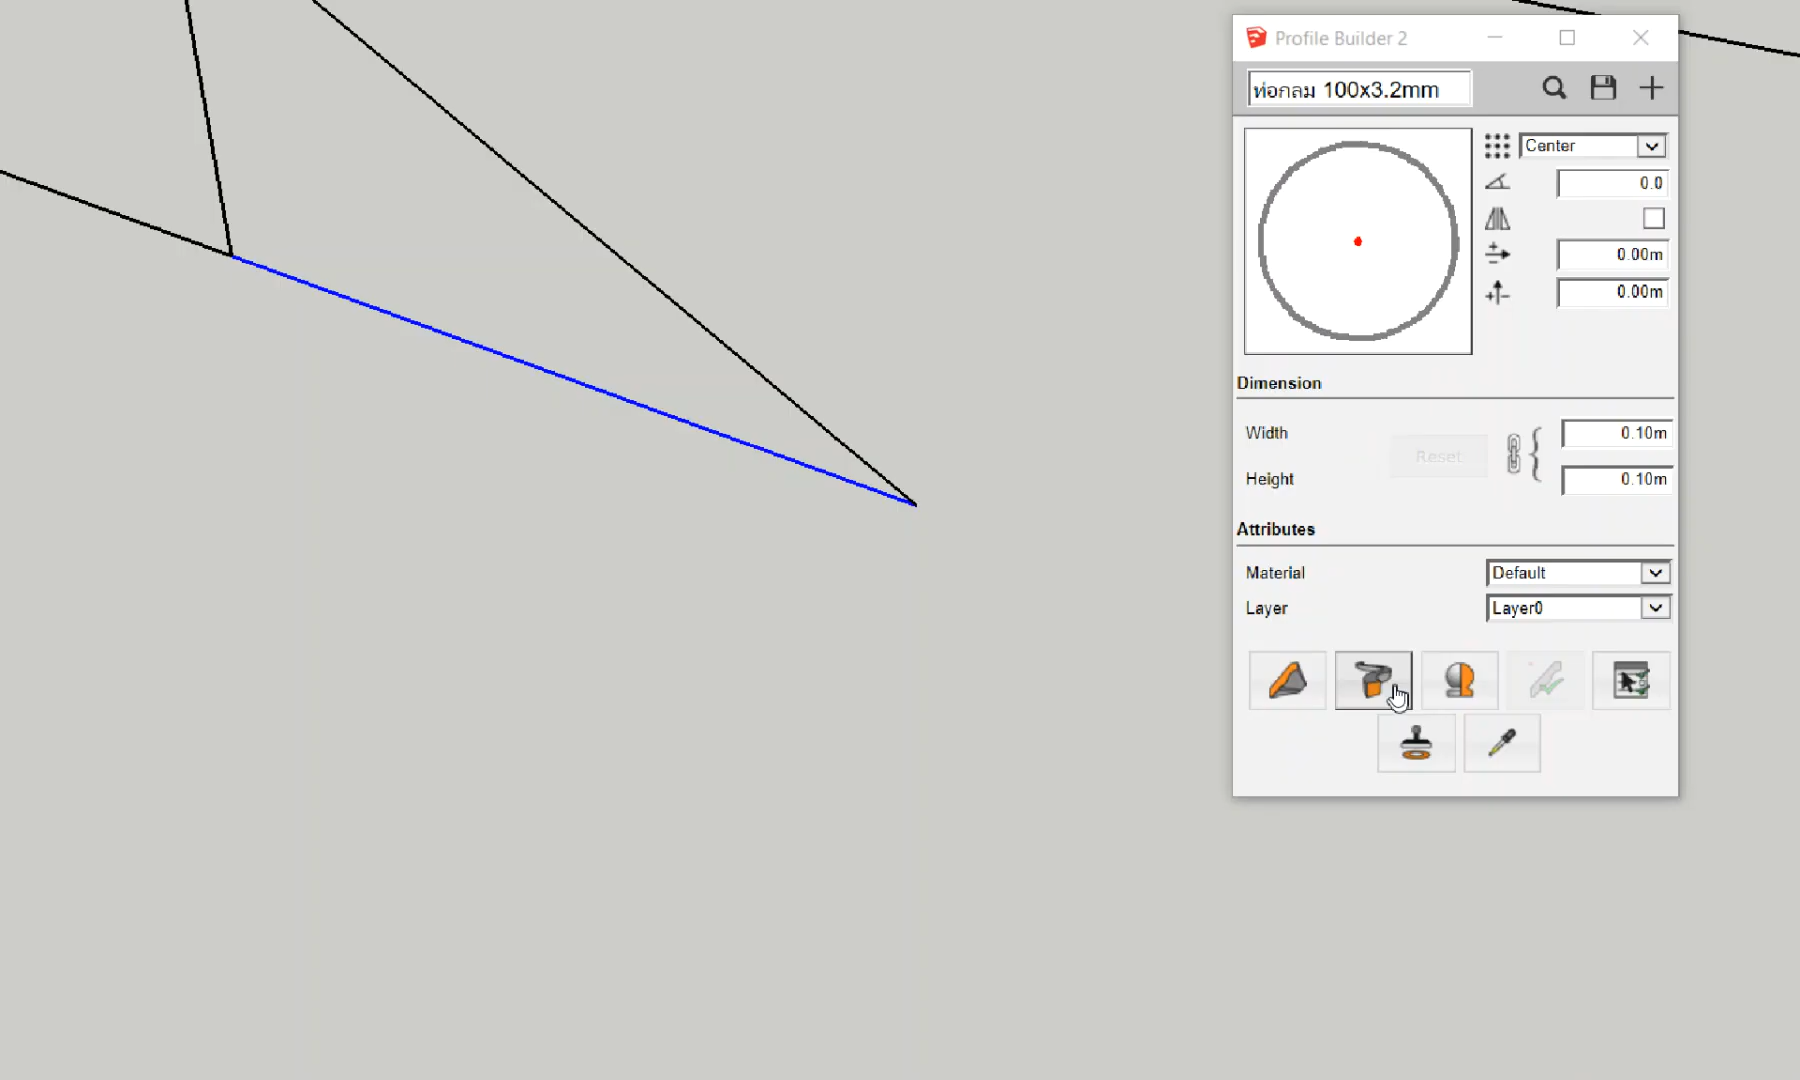 Profile Builder 2
ท่อกลม 100x3.2mm
Center
0.0
0.00m
0.00m
Dimension
Width
0.10m
Reset
Height
0.10m
Attributes
Material
Default
Layer
Layer0